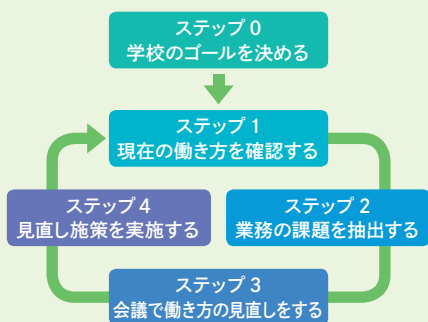 ステップ0
学校のゴールを決める
ステップ1
現在の働き方を確認する
ステップ2
業務の課題を抽出する
ステップ3
会議で働き方の見直しをする
ステップ4
見直し施策を実施する